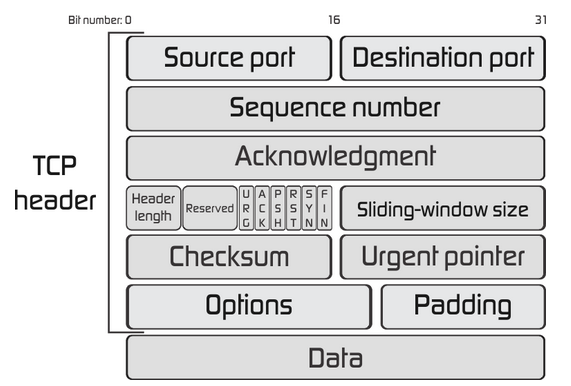 Bit number: 0 16 31
Source port Destination port
Sequence number
Acknowledgment
TCP header
Header length Reserved URG ACK PSH RST SYN FIN Sliding-window size
Checksum Urgent pointer
Options Padding
Data